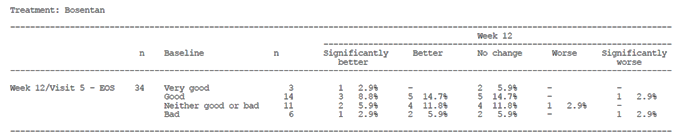 Treatment: Bosentan
Week 12
n Baseline n Significantly better Better No change Worse Significantly worse
Week 12/Visit 5 - EOS 34 Very good 3 1 2.9% - 2 5.9% - -
Good 14 3 8.8% 5 14.7% 5 14.7% - 1 2.9%
Neither good or bad 11 2 5.9% 4 11.8% 4 11.8% 1 2.9% -
Bad 6 1 2.9% 2 5.9% 2 5.9% - 1 2.9%